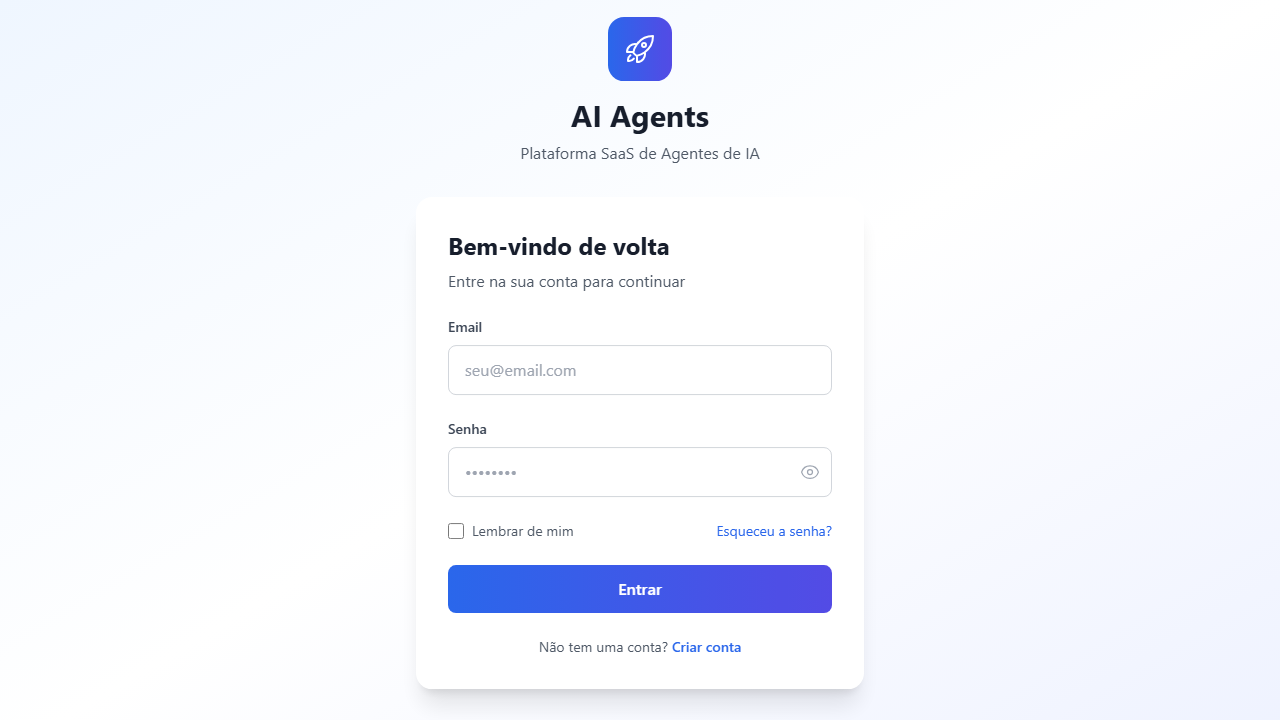 AI Agents
Plataforma SaaS de Agentes de IA
Bem-vindo de volta
Entre na sua conta para continuar
Email
seu@email.com
Senha
••••••••
Lembrar de mim
Esqueceu a senha?
Entrar
Não tem uma conta? Criar conta